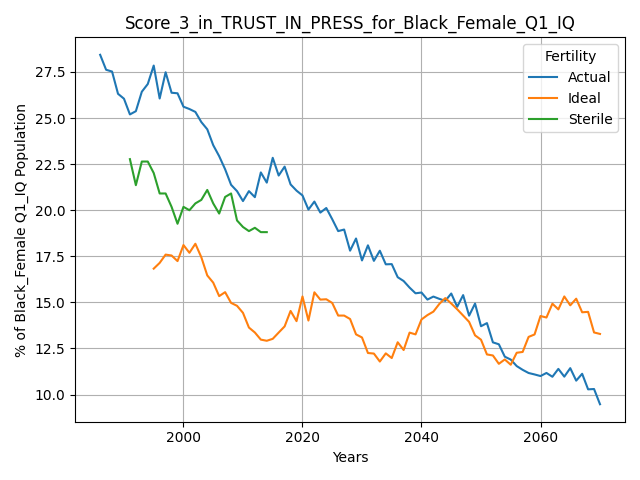 Score_3_in_TRUST_IN_PRESS_for_Black_Female_Q1_IQ
Fertility
Actual
Ideal
Sterile
% of Black_Female Q1_IQ Population
27.5
25.0
22.5
20.0
17.5
15.0
12.5
10.0
2000 2020 2040 2060
Years